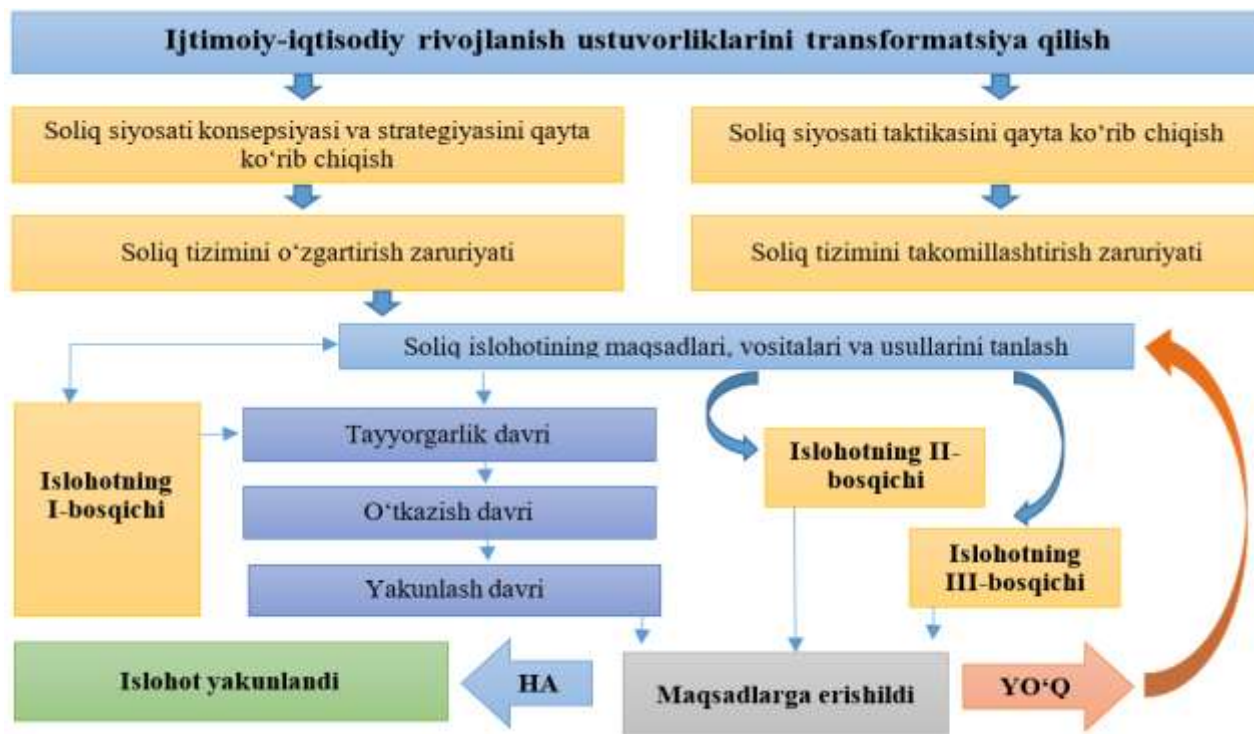 Ijtimoiy-iqtisodiy rivojlanish ustuvorliklarini transformatsiya qilish
Soliq siyosati konsepsiyasi va strategiyasini qayta
ko‘rib chiqish
Soliq siyosati taktikasini qayta ko‘rib chiqish
Soliq tizimini o‘zgartirish zaruriyati
Soliq tizimini takomillashtirish zaruriyati
Soliq islohotining maqsadlari, vositalari va usullarini tanlash
Islohotning
I-bosqichi
Tayyorgarlik davri
O‘tkazish davri
Yakunlash davri
Islohotning II-
bosqichi
Islohotning
III-bosqichi
Islohot yakunlandi
HA
Maqsadlarga erishildi
YO‘Q